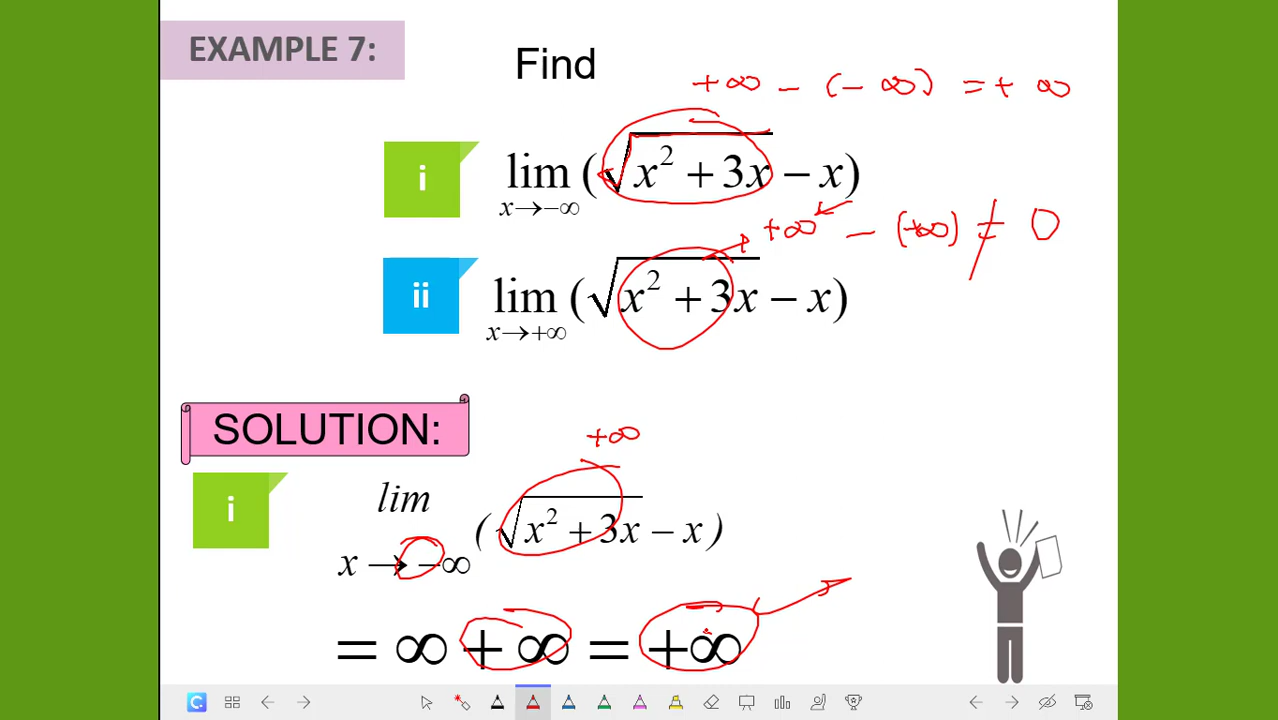 EXAMPLE 7:
Find
+∞ - (-∞) = +∞
i lim x→-∞ (√(x² + 3x) − x)
+∞ - (+∞) ≠ 0
ii lim x→+∞ (√(x² + 3x) − x)
SOLUTION:
+∞
i lim x→−∞ (√(x² + 3x) − x)
= ∞ + ∞ = +∞